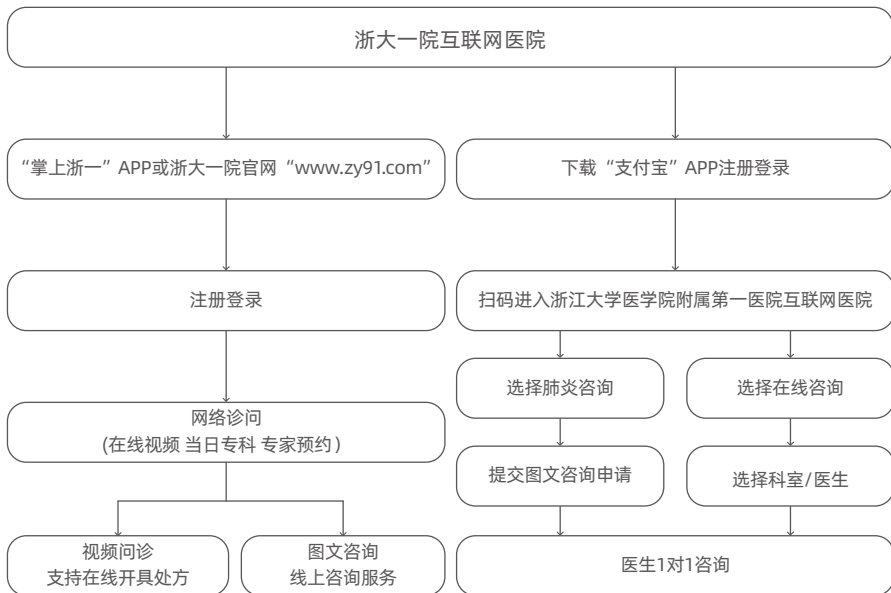 浙大一院互联网医院
“掌上浙一”APP或浙大一院官网“www.zy91.com”
下载“支付宝”APP注册登录
注册登录
扫码进入浙江大学医学院附属第一医院互联网医院
选择肺炎咨询
选择在线咨询
网络诊问
(在线视频 当日专科 专家预约)
提交图文咨询申请
选择科室/医生
视频问诊
支持在线开具处方
图文咨询
线上咨询服务
医生1对1咨询